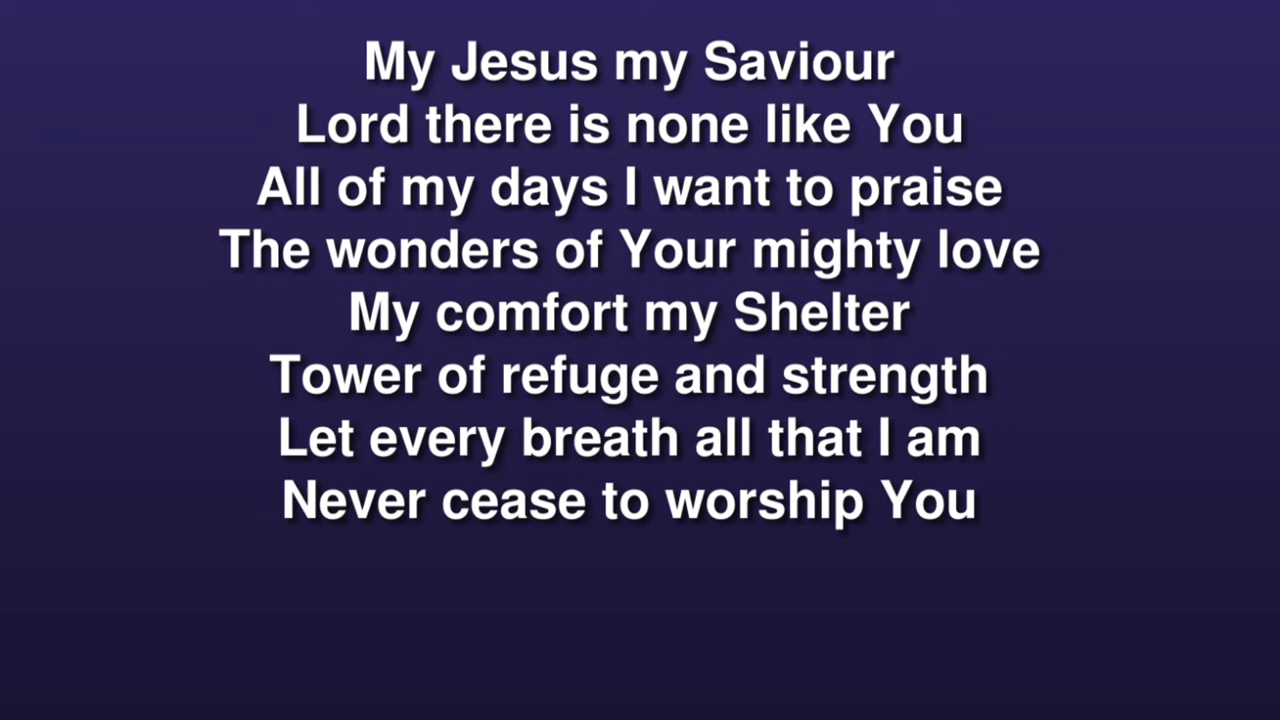 My Jesus my Saviour
Lord there is none like You
All of my days I want to praise
The wonders of Your mighty love
My comfort my Shelter
Tower of refuge and strength
Let every breath all that I am
Never cease to worship You